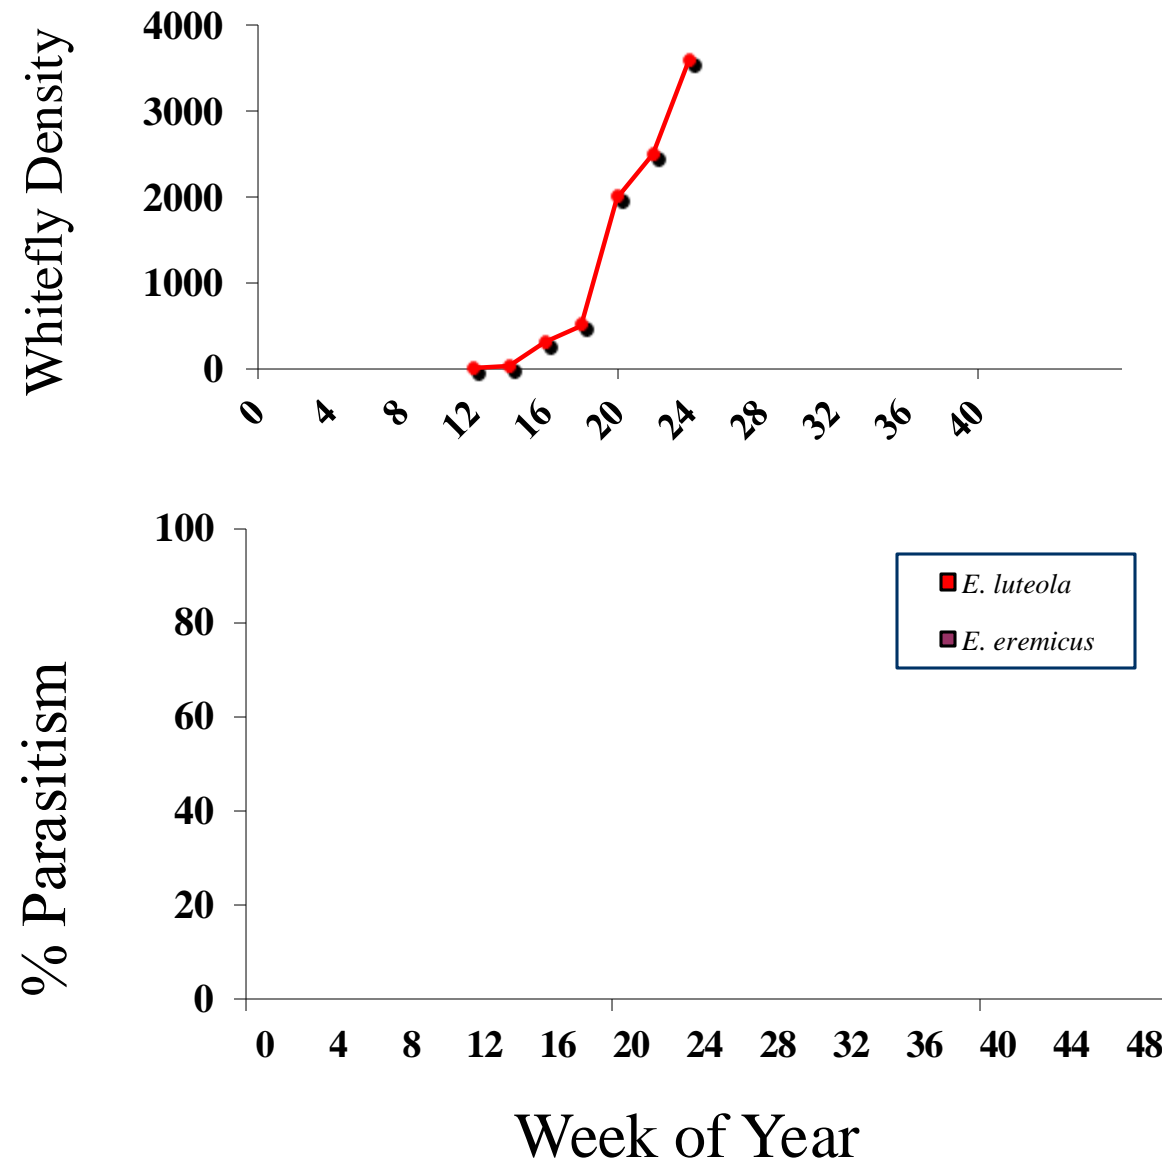 Whitefly Density
4000
3000
2000
1000
0
0 4 8 12 16 20 24 28 32 36 40
% Parasitism
100
80
60
40
20
0
E. luteola
E. eremicus
0 4 8 12 16 20 24 28 32 36 40 44 48
Week of Year